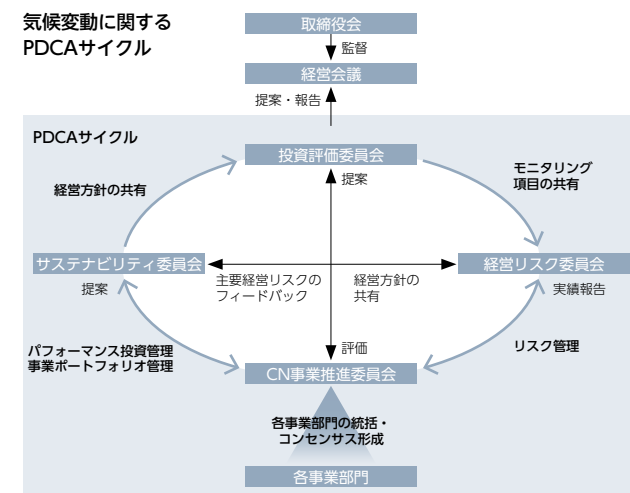 気候変動に関する
PDCAサイクル
取締役会
監督
経営会議
提案・報告
PDCAサイクル
投資評価委員会
提案
モニタリング
項目の共有
経営方針の共有
サステナビリティ委員会
経営リスク委員会
提案
主要経営リスクの
フィードバック
経営方針の
共有
実績報告
パフォーマンス投資管理
事業ポートフォリオ管理
評価
リスク管理
CN事業推進委員会
各事業部門の統括・
コンセンサス形成
各事業部門